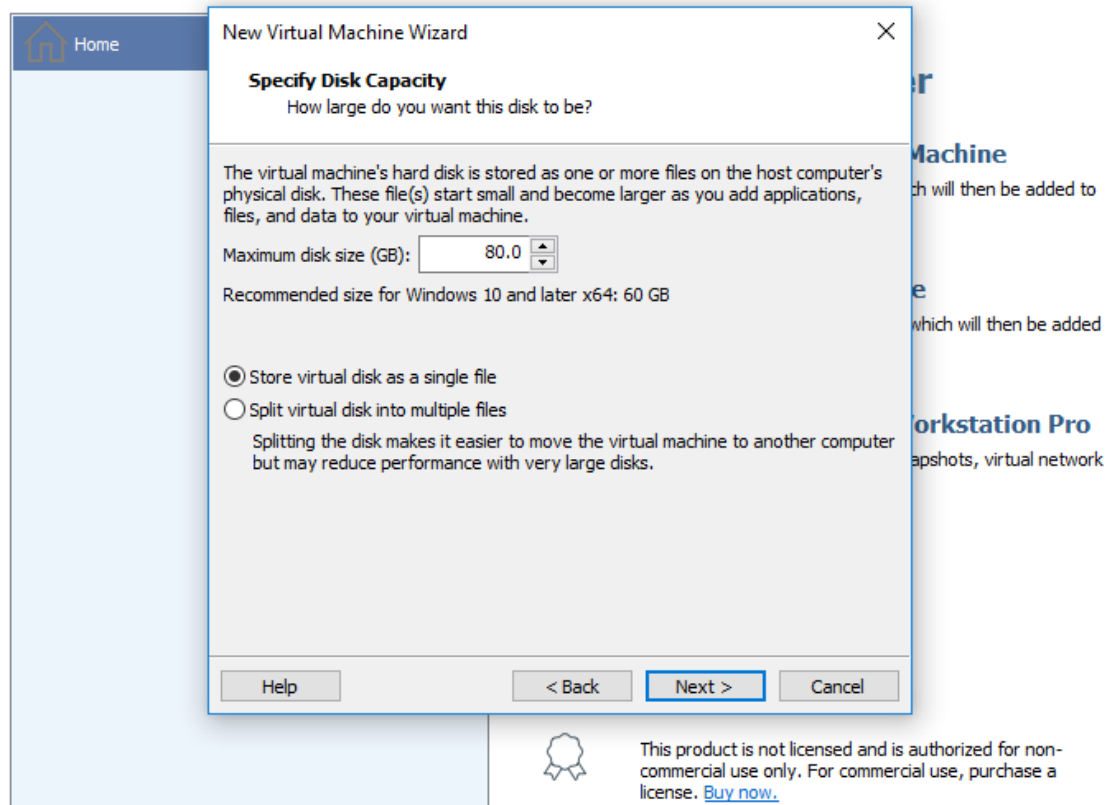 Home
New Virtual Machine Wizard
Specify Disk Capacity
How large do you want this disk to be?
The virtual machine's hard disk is stored as one or more files on the host computer's
physical disk. These file(s) start small and become larger as you add applications,
files, and data to your virtual machine.
Maximum disk size (GB): 80.0
Recommended size for Windows 10 and later x64: 60 GB
Store virtual disk as a single file
Split virtual disk into multiple files
Splitting the disk makes it easier to move the virtual machine to another computer
but may reduce performance with very large disks.
Help
< Back
Next >
Cancel
Machine
will then be added to
which will then be added
Workstation Pro
virtual network
This product is not licensed and is authorized for non-
commercial use only. For commercial use, purchase a
license. Buy now.